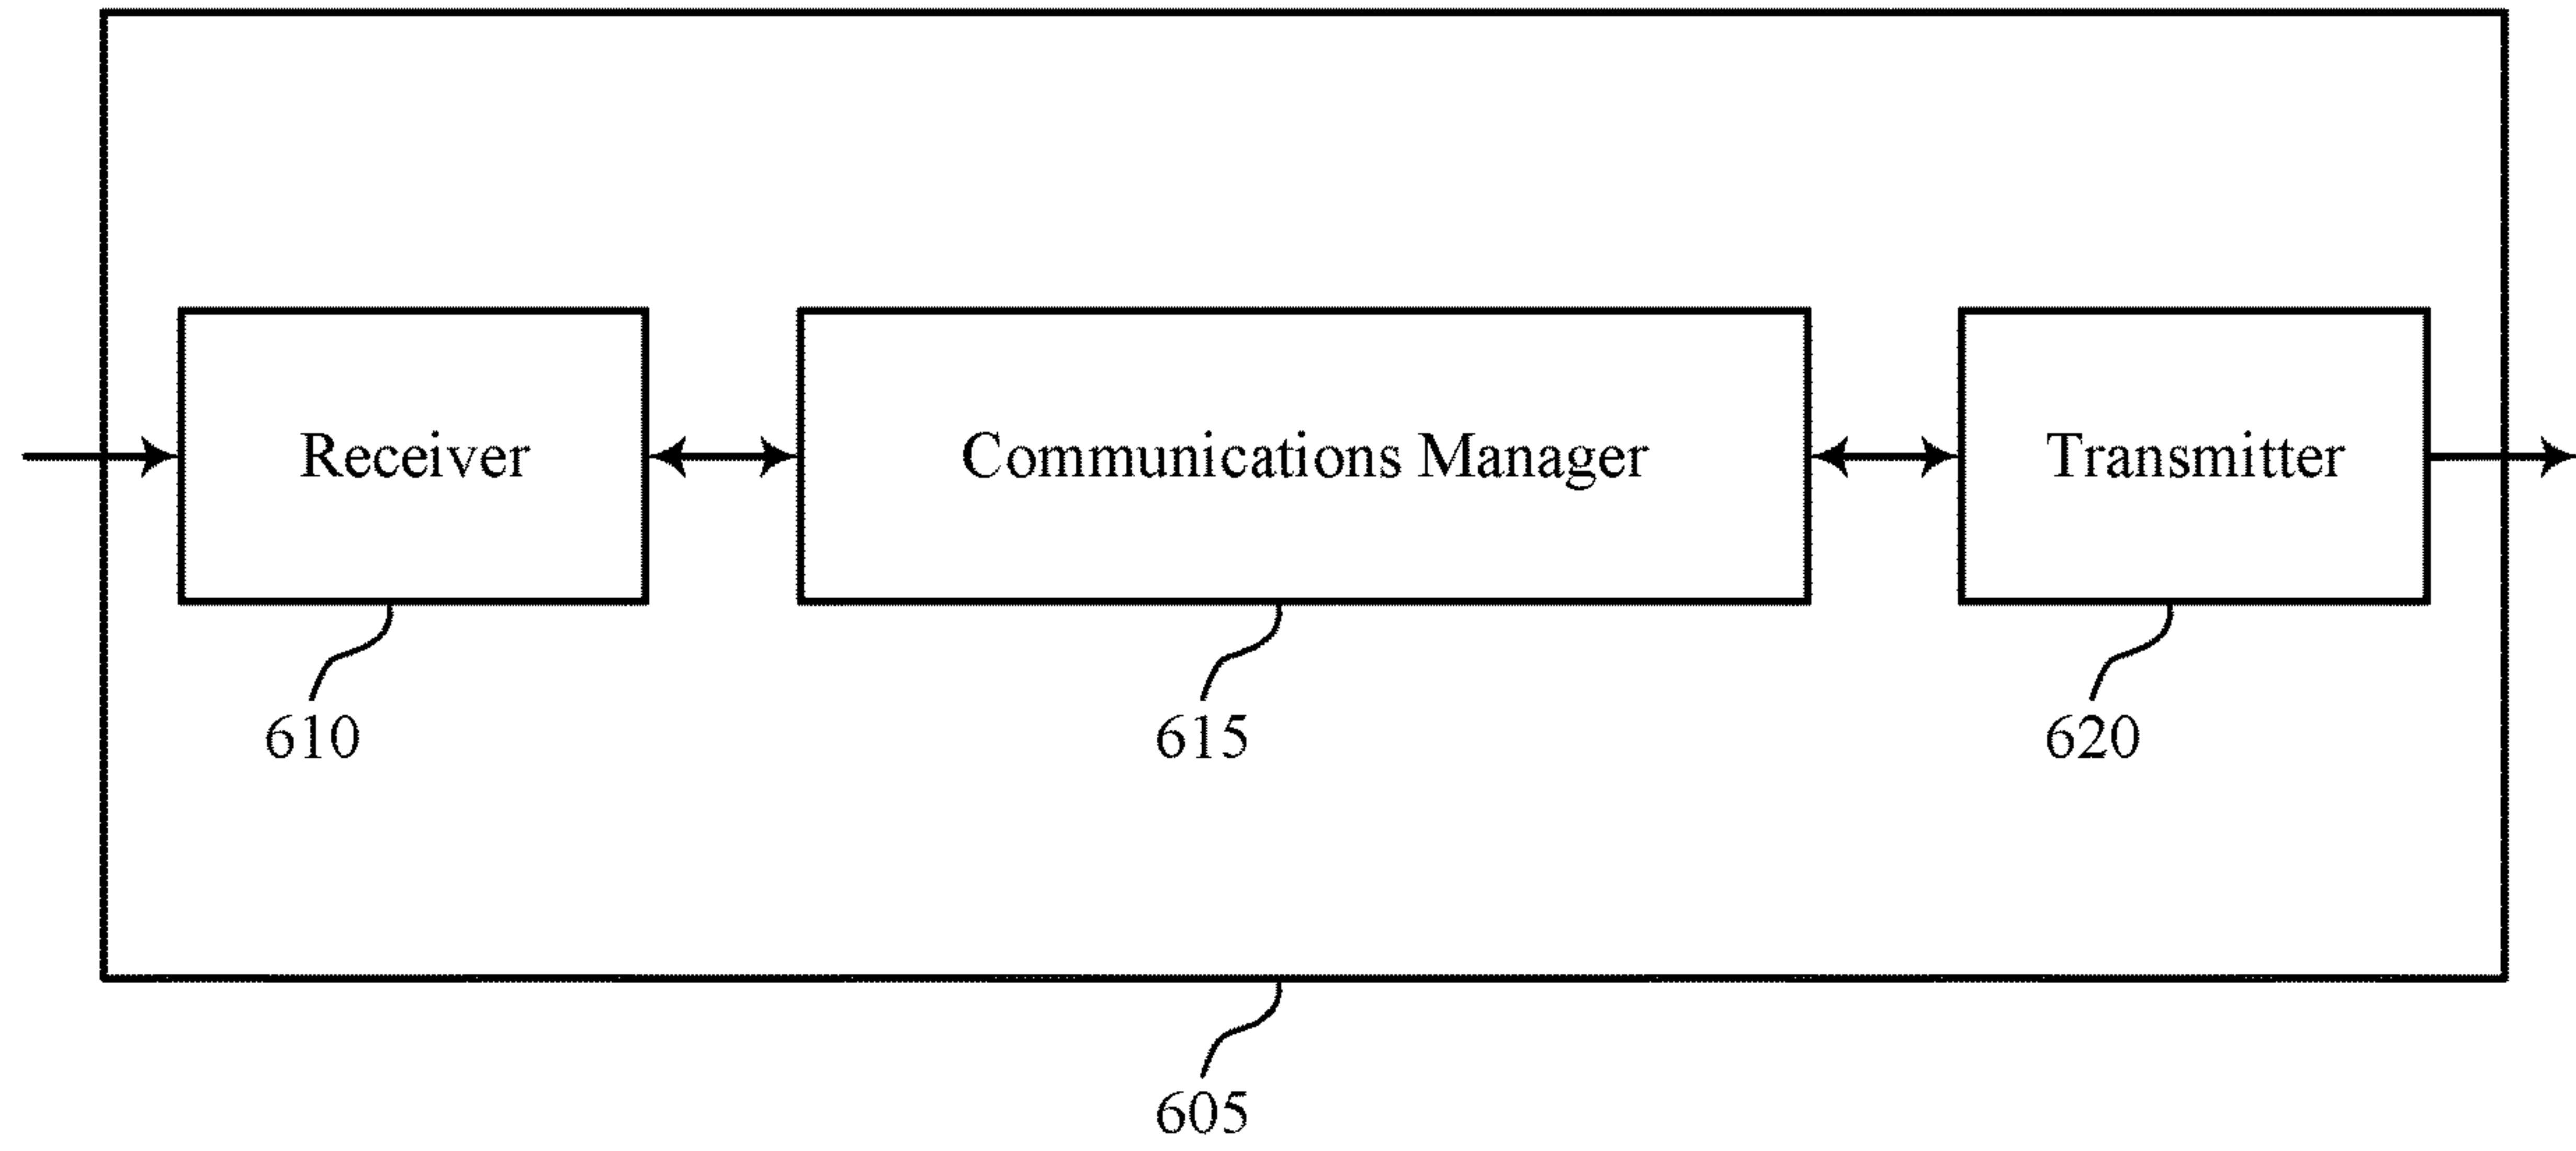 Receiver
Communications Manager
Transmitter
610
615
620
605